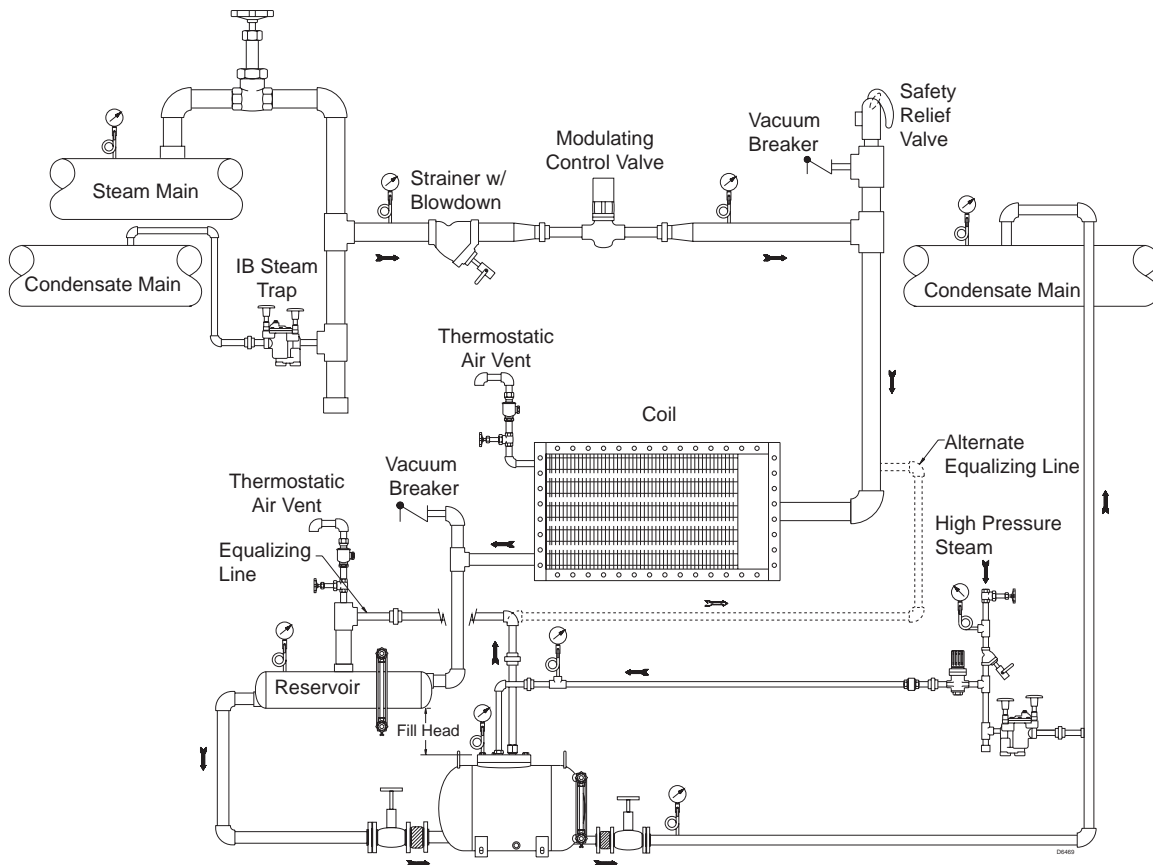 Safety
Relief
Valve
Vacuum
Breaker
Modulating
Control Valve
Strainer w/
Blowdown
Steam Main
IB Steam
Trap
Condensate Main
Condensate Main
Thermostatic
Air Vent
Coil
Alternate
Equalizing Line
Vacuum
Breaker
Thermostatic
Air Vent
High Pressure
Steam
Equalizing
Line
Reservoir
Fill Head
D6469